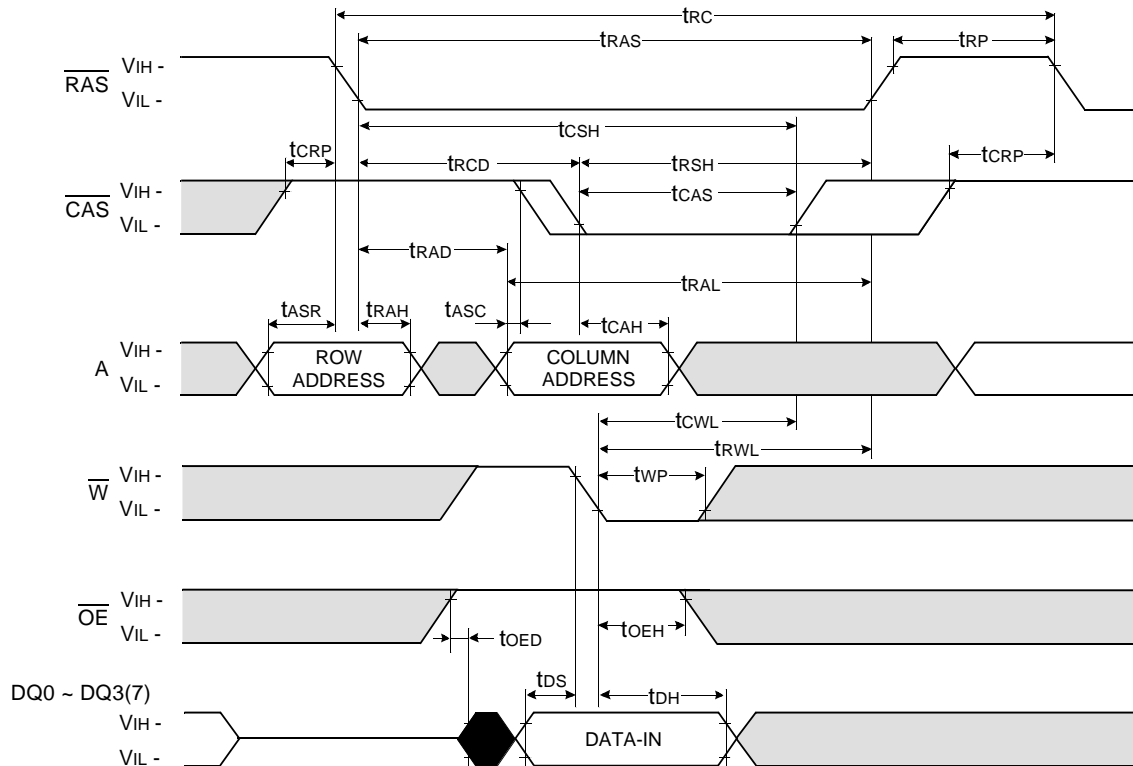 tRC
tRAS
tRP
RAS
VIH -
VIL -
tCSH
tCRP
tRCD
tRSH
tCRP
CAS
VIH -
VIL -
tCAS
tRAD
tRAL
tASR
tRAH
tASC
tCAH
A
VIH -
VIL -
ROW
ADDRESS
COLUMN
ADDRESS
tCWL
tRWL
W
VIH -
VIL -
tWP
OE
VIH -
VIL -
tOED
tOEH
DQ0 ~ DQ3(7)
tDS
tDH
VIH -
VIL -
DATA-IN